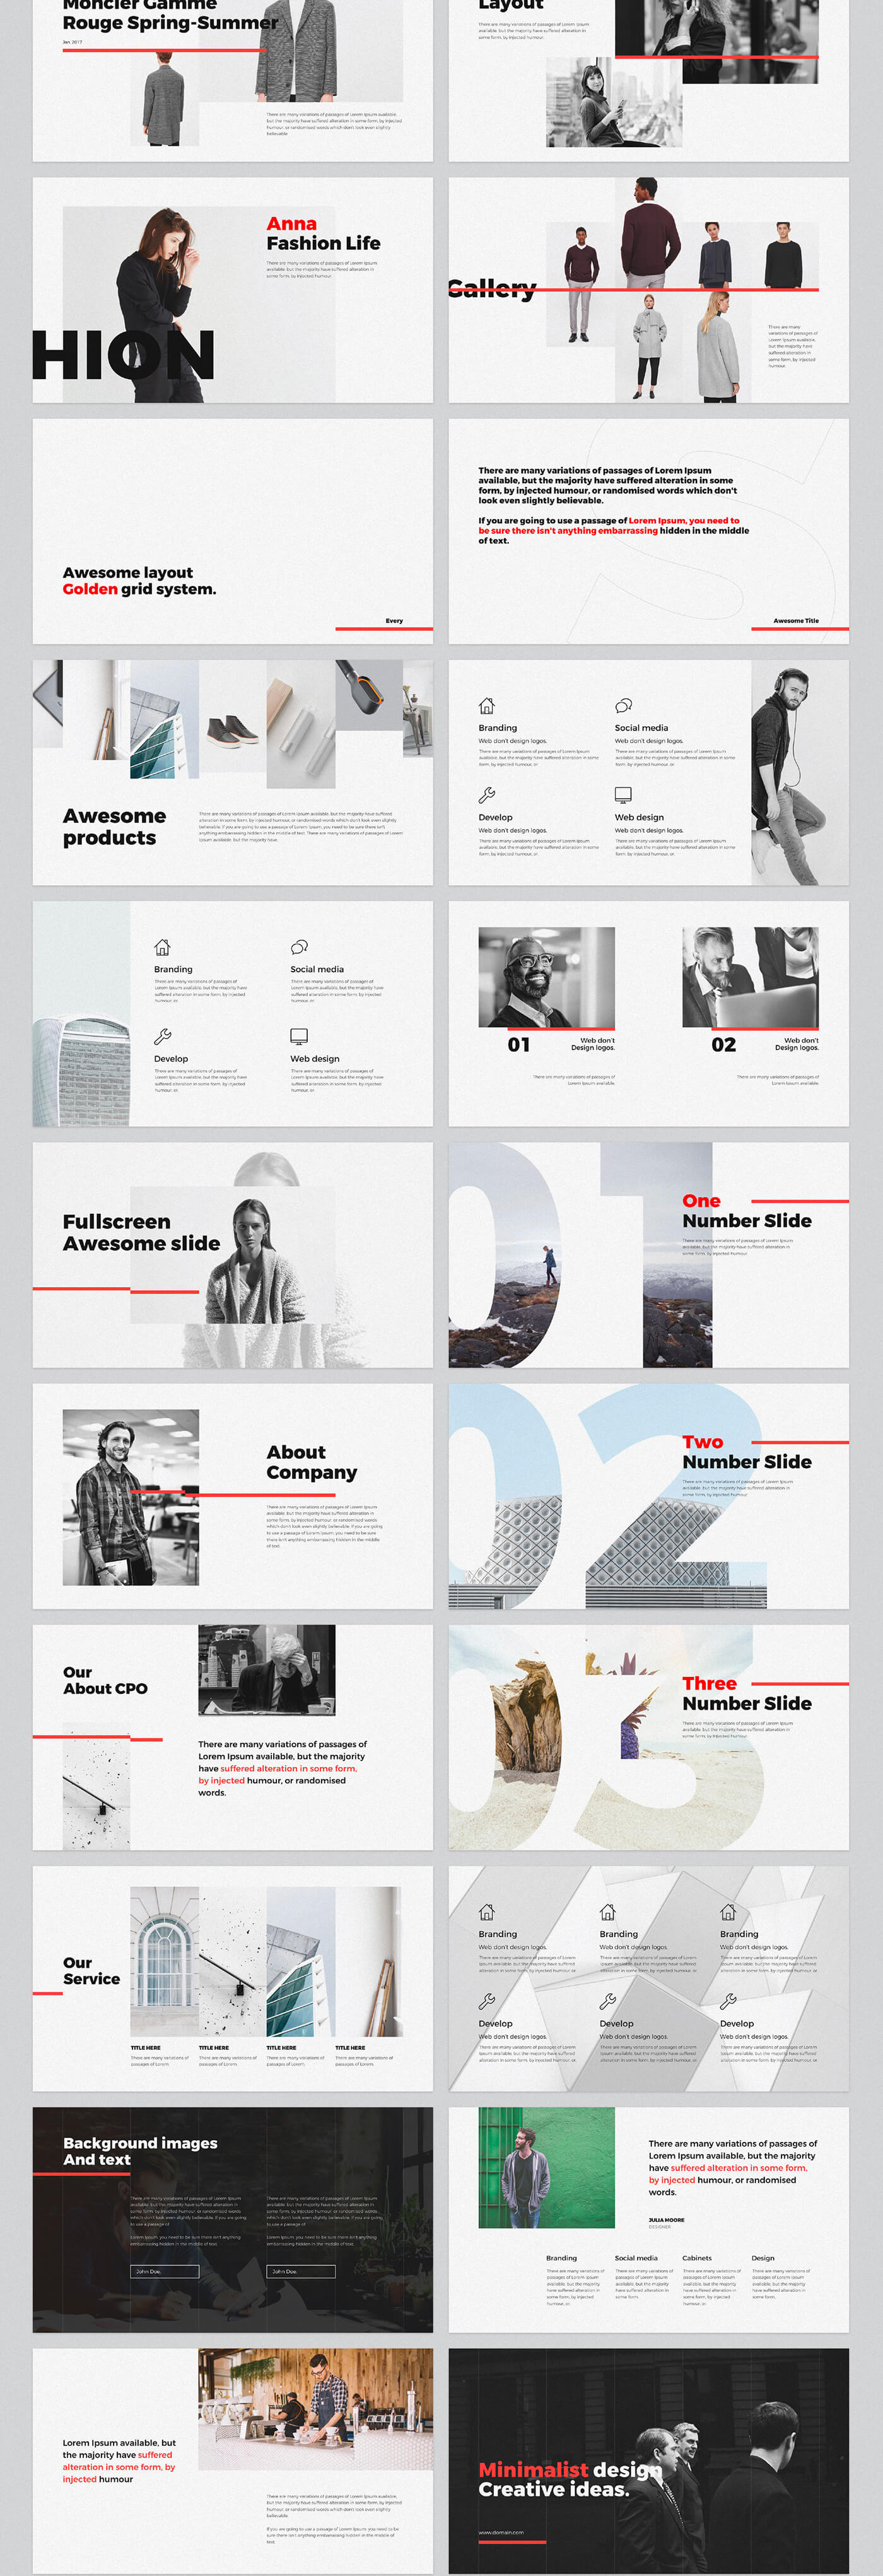 Moncler Gamme
Rouge Spring-Summer
Jan 2017
There are many variations of passages of Lorem Ipsum available,
but the majority have suffered alteration in some form, by injected
humour, or randomised words which don't look even slightly
believable
Layout
There are many variations of passages of Lorem Ipsum
available, but the majority have suffered alteration in
some form, by injected humour.
Anna
Fashion Life
There are many variations of passages of Lorem Ipsum
available, but the majority have suffered alteration in
some form, by injected humour.
HION
Gallery
There are many
variations of passages of
Lorem Ipsum available,
but the majority have
suffered alteration in
some form, by injected
humour.
Awesome layout
Golden grid system.
Every
There are many variations of passages of Lorem Ipsum
available, but the majority have suffered alteration in some
form, by injected humour, or randomised words which don't
look even slightly believable.
If you are going to use a passage of Lorem Ipsum, you need to
be sure there isn't anything embarrassing hidden in the middle
of text.
Awesome Title
Awesome
products
There are many variations of passages of Lorem Ipsum available, but the majority have suffered
alteration in some form, by injected humour, or randomised words which don't look even slightly
believable. If you are going to use a passage of Lorem Ipsum, you need to be sure there isn't
anything embarrassing hidden in the middle of text. There are many variations of passages of Lorem
Ipsum available, but the majority have.
Branding
Web don't design logos.
There are many variations of passages of Lorem Ipsum
available, but the majority have suffered alteration in some
form, by injected humour, or.
Social media
Web don't design logos.
There are many variations of passages of Lorem Ipsum
available, but the majority have suffered alteration in some
form, by injected humour, or.
Develop
Web don't design logos.
There are many variations of passages of Lorem Ipsum
available, but the majority have suffered alteration in some
form, by injected humour, or.
Web design
Web don't design logos.
There are many variations of passages of Lorem Ipsum
available, but the majority have suffered alteration in some
form, by injected humour, or.
Branding
There are many variations of passages of
Lorem Ipsum available, but the majority have
suffered alteration in some form, by injected
humour, or.
Social media
There are many variations of passages of
Lorem Ipsum available, but the majority have
suffered alteration in some form, by injected
humour, or.
Develop
There are many variations of passages of
Lorem Ipsum available, but the majority have
suffered alteration in some form, by injected
humour, or.
Web design
There are many variations of passages of
Lorem Ipsum available, but the majority have
suffered alteration in some form, by injected
humour, or.
01
Web don't
Design logos.
There are many variations of passages of
Lorem Ipsum available.
02
Web don't
Design logos.
There are many variations of passages of
Lorem Ipsum available.
Fullscreen
Awesome slide
01
One
Number Slide
There are many variations of passages of Lorem Ipsum
available, but the majority have suffered alteration in
some form, by injected humour.
About
Company
There are many variations of passages of Lorem Ipsum
available, but the majority have suffered alteration in
some form, by injected humour, or randomised words
which don't look even slightly believable. If you are going
to use a passage of Lorem Ipsum, you need to be sure
there isn't anything embarrassing hidden in the middle
of text.
02
Two
Number Slide
There are many variations of passages of Lorem Ipsum
available, but the majority have suffered alteration in
some form, by injected humour.
Our
About CPO
There are many variations of passages of
Lorem Ipsum available, but the majority
have suffered alteration in some form,
by injected humour, or randomised
words.
03
Three
Number Slide
There are many variations of passages of Lorem Ipsum
available, but the majority have suffered alteration in
some form, by injected humour.
Our
Service
TITLE HERE
There are many variations of
passages of Lorem
TITLE HERE
There are many variations of
passages of Lorem
TITLE HERE
There are many variations of
passages of Lorem
TITLE HERE
There are many variations of
passages of Lorem
Branding
Web don't design logos.
There are many variations of passages of Lorem
Ipsum available, but the majority have suffered
alteration in some form, by injected humour, or.
Branding
Web don't design logos.
There are many variations of passages of Lorem
Ipsum available, but the majority have suffered
alteration in some form, by injected humour, or.
Branding
Web don't design logos.
There are many variations of passages of Lorem
Ipsum available, but the majority have suffered
alteration in some form, by injected humour, or.
Develop
Web don't design logos.
There are many variations of passages of Lorem
Ipsum available, but the majority have suffered
alteration in some form, by injected humour, or.
Develop
Web don't design logos.
There are many variations of passages of Lorem
Ipsum available, but the majority have suffered
alteration in some form, by injected humour, or.
Develop
Web don't design logos.
There are many variations of passages of Lorem
Ipsum available, but the majority have suffered
alteration in some form, by injected humour, or.
Background images
And text
There are many variations of passages of Lorem Ipsum
available, but the majority have suffered alteration in
some form, by injected humour, or randomised words
which don't look even slightly believable. If you are going
to use a passage of
Lorem Ipsum, you need to be sure there isn't anything
embarrassing hidden in the middle of text.
John Doe.
There are many variations of passages of Lorem Ipsum
available, but the majority have suffered alteration in
some form, by injected humour, or randomised words
which don't look even slightly believable. If you are going
to use a passage of
Lorem Ipsum, you need to be sure there isn't anything
embarrassing hidden in the middle of text.
John Doe.
There are many variations of passages of
Lorem Ipsum available, but the majority
have suffered alteration in some form,
by injected humour, or randomised
words.
JULIA MOORE
DESIGNER
Branding
There are many variations of
passages of Lorem Ipsum
available, but the majority
have suffered alteration in
some form, by injected
humour, or.
Social media
There are many variations of
passages of Lorem Ipsum
available, but the majority
have suffered alteration in
some form.
Cabinets
There are many variations of
passages of Lorem Ipsum
available, but the majority
have suffered alteration in
some form, by injected
humour, or.
Design
There are many variations of
passages of Lorem Ipsum
available, but the majority
have suffered alteration in
some form.
Lorem Ipsum available, but
the majority have suffered
alteration in some form, by
injected humour
There are many variations of passages of Lorem Ipsum available,
but the majority have suffered alteration in some form, by injected
humour, or randomised words which don't look even slightly
believable.
If you are going to use a passage of Lorem Ipsum, you need to be
sure there isn't anything embarrassing hidden in the middle of
text.
Minimalist design
Creative ideas.
www.domain.com